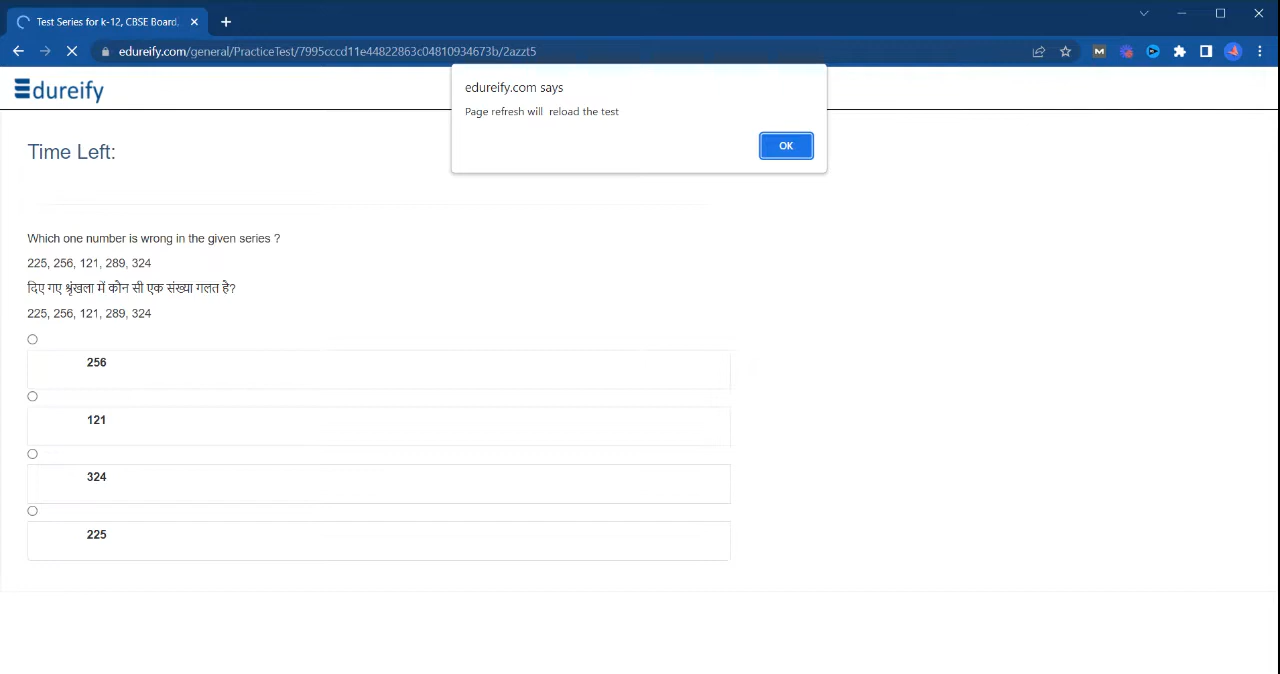 Test Series for k-12, CBSE Board,
edureify.com/general/PracticeTest/7995cccd11e44822863c04810934673b/2azzt5
Edureify
edureify.com says
Page refresh will reload the test
OK
Time Left:
Which one number is wrong in the given series ?
225, 256, 121, 289, 324
दिए गए श्रृंखला में कौन सी एक संख्या गलत है?
225, 256, 121, 289, 324
256
121
324
225